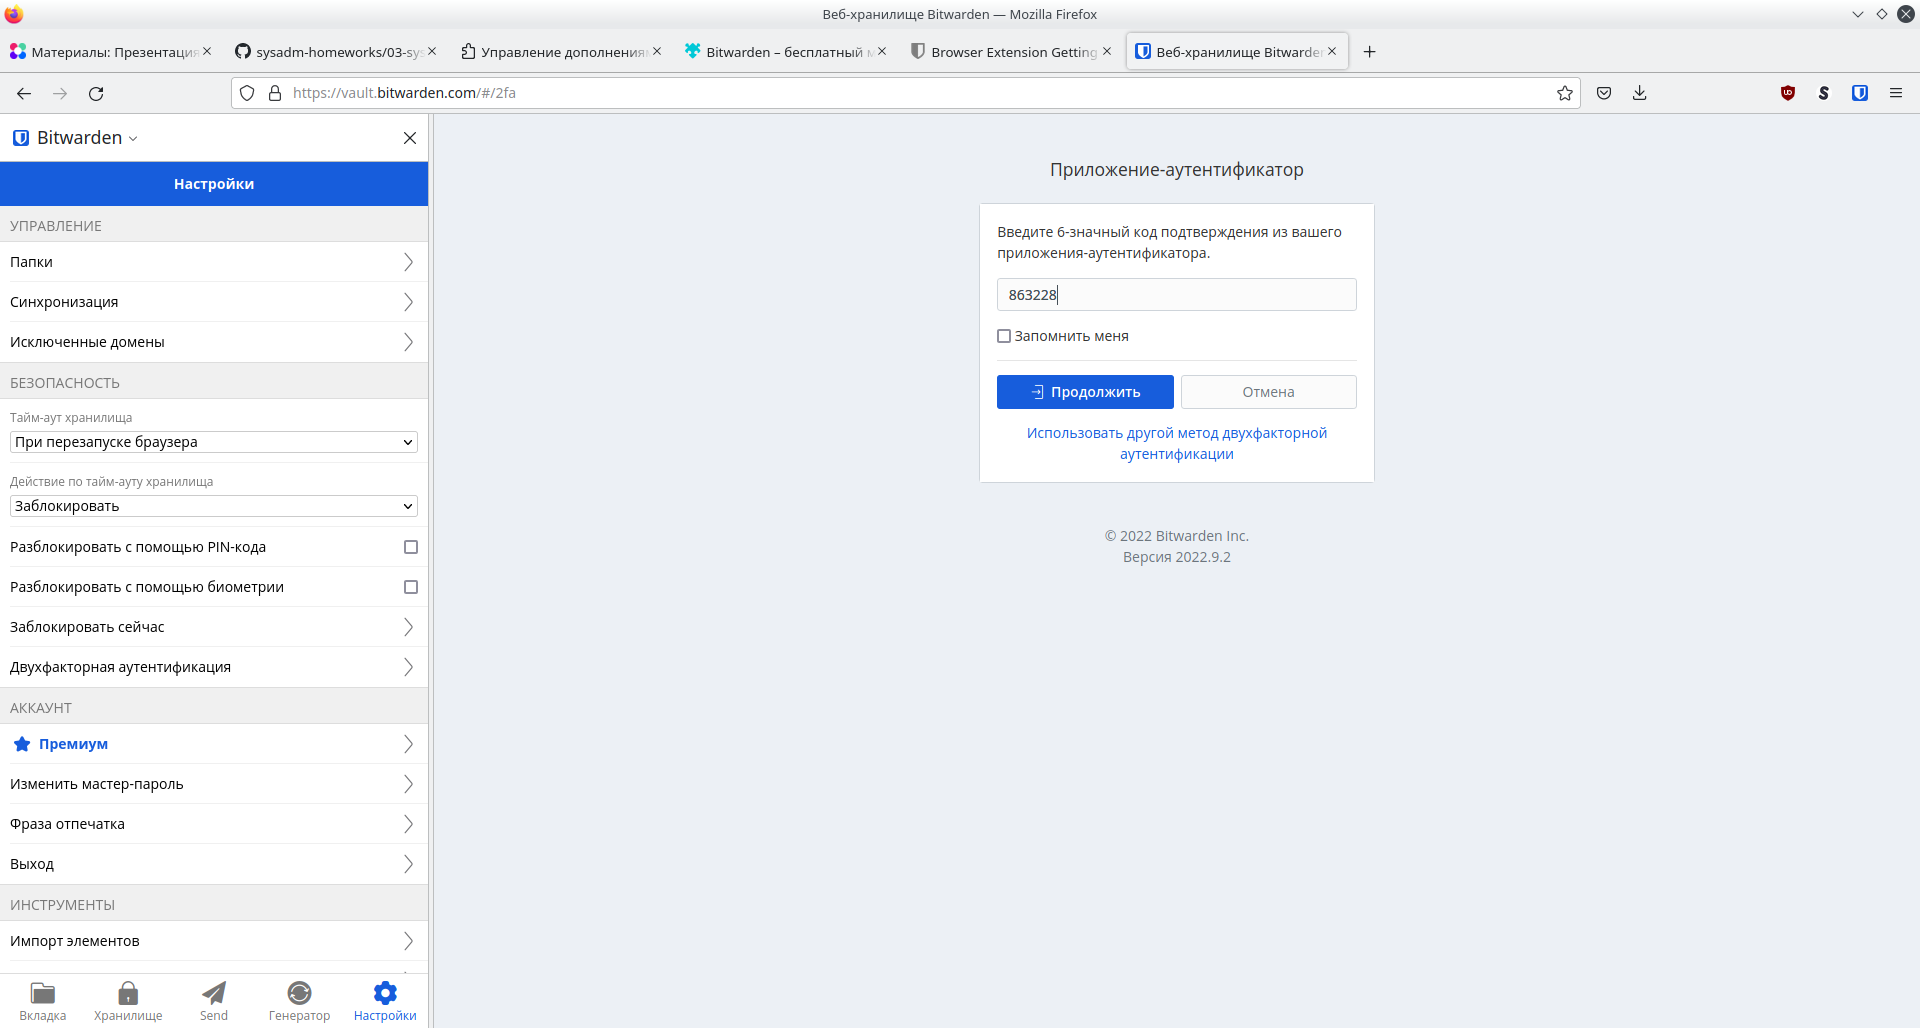 Веб-хранилище Bitwarden — Mozilla Firefox
Материалы: Презентация
sysadm-homeworks/03-sys
Управление дополнениям
Bitwarden – бесплатный м
Browser Extension Getting
Веб-хранилище Bitwarden
https://vault.bitwarden.com/#/2fa
Bitwarden
Настройки
УПРАВЛЕНИЕ
Папки
Синхронизация
Исключенные домены
БЕЗОПАСНОСТЬ
Тайм-аут хранилища
При перезапуске браузера
Действие по тайм-ауту хранилища
Заблокировать
Разблокировать с помощью PIN-кода
Разблокировать с помощью биометрии
Заблокировать сейчас
Двухфакторная аутентификация
АККАУНТ
Премиум
Изменить мастер-пароль
Фраза отпечатка
Выход
ИНСТРУМЕНТЫ
Импорт элементов
Вкладка
Хранилище
Send
Генератор
Настройки
Приложение-аутентификатор
Введите 6-значный код подтверждения из вашего
приложения-аутентификатора.
863228
Запомнить меня
Продолжить
Отмена
Использовать другой метод двухфакторной
аутентификации
© 2022 Bitwarden Inc.
Версия 2022.9.2